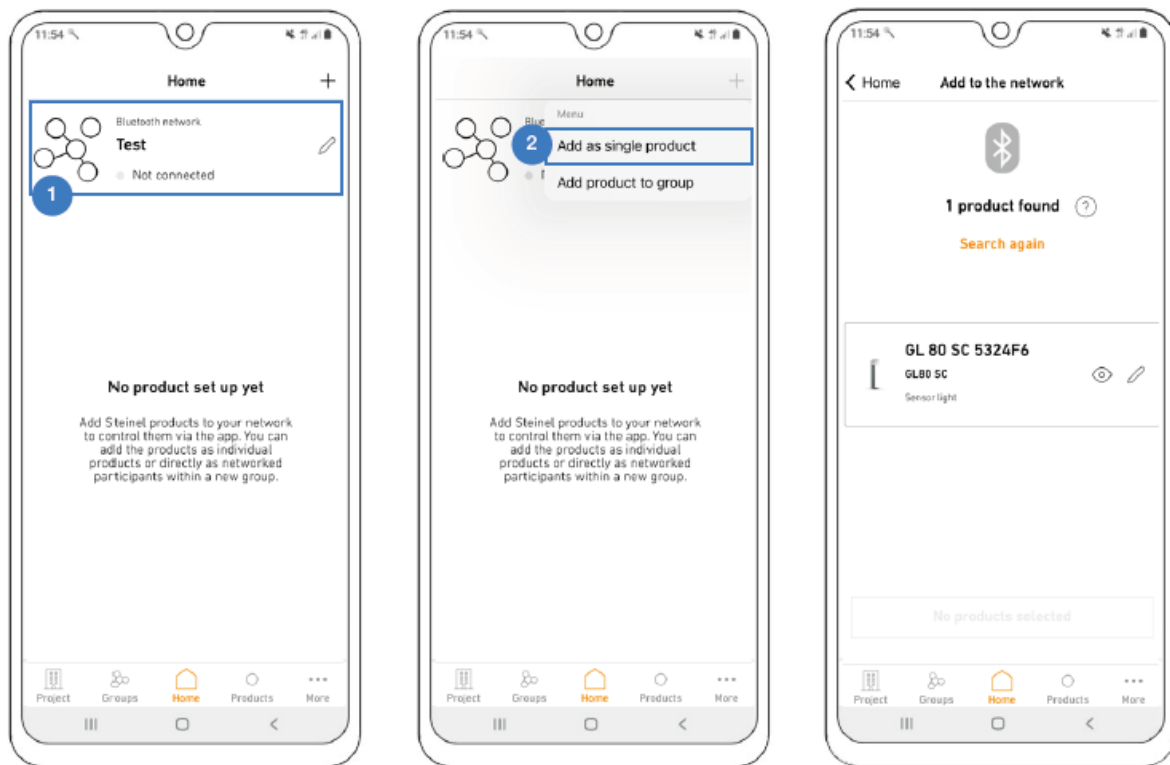 11:54
Home
+
Bluetooth network
Test
Not connected
1
No product set up yet
Add Steinel products to your network
to control them via the app. You can
add the products as individual
products or directly as networked
participants within a new group.
Project Groups Home Products More
11:54
Home
+
Menu
Blue
2 Add as single product
Add product to group
No product set up yet
Add Steinel products to your network
to control them via the app. You can
add the products as individual
products or directly as networked
participants within a new group.
Project Groups Home Products More
11:54
Home Add to the network
1 product found ?
Search again
GL 80 SC 5324F6
GL80 SC
Sensor light
No products selected
Project Groups Home Products More